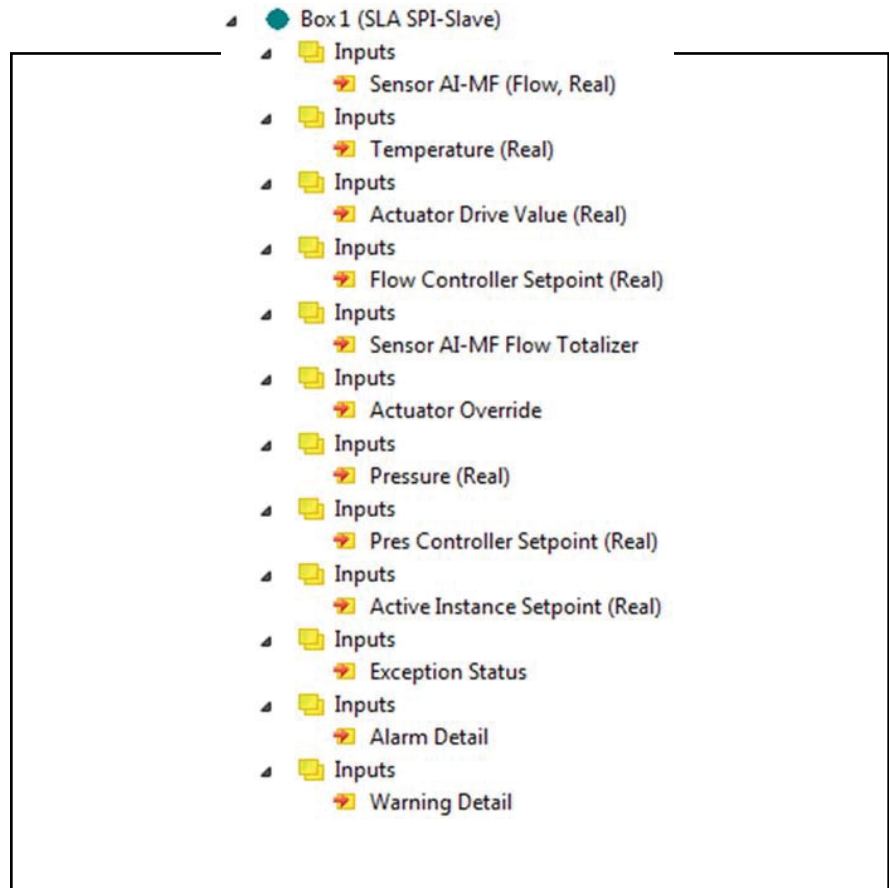 Box 1 (SLA SPI-Slave)
Inputs
Sensor AI-MF (Flow, Real)
Inputs
Temperature (Real)
Inputs
Actuator Drive Value (Real)
Inputs
Flow Controller Setpoint (Real)
Inputs
Sensor AI-MF Flow Totalizer
Inputs
Actuator Override
Inputs
Pressure (Real)
Inputs
Pres Controller Setpoint (Real)
Inputs
Active Instance Setpoint (Real)
Inputs
Exception Status
Inputs
Alarm Detail
Inputs
Warning Detail